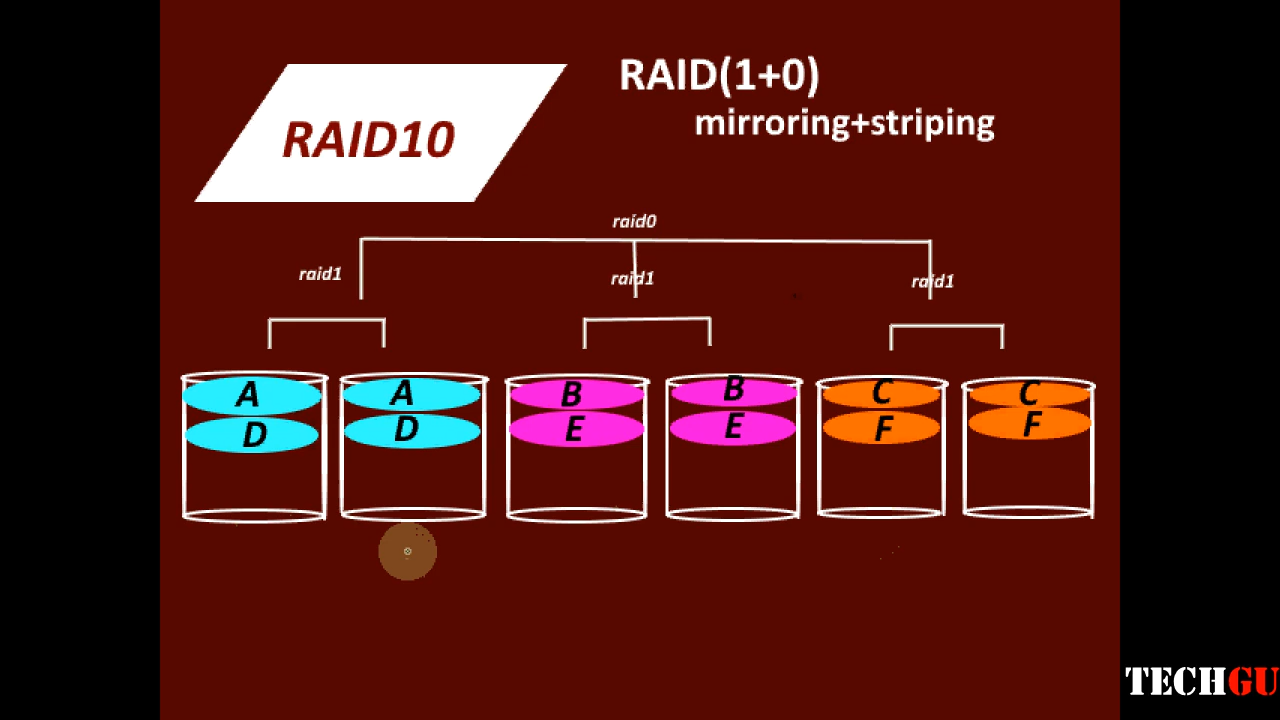 RAID10
RAID(1+0)
mirroring+striping
raid0
raid1
raid1
raid1
A A B B C C
D D E E F F
TECHGU